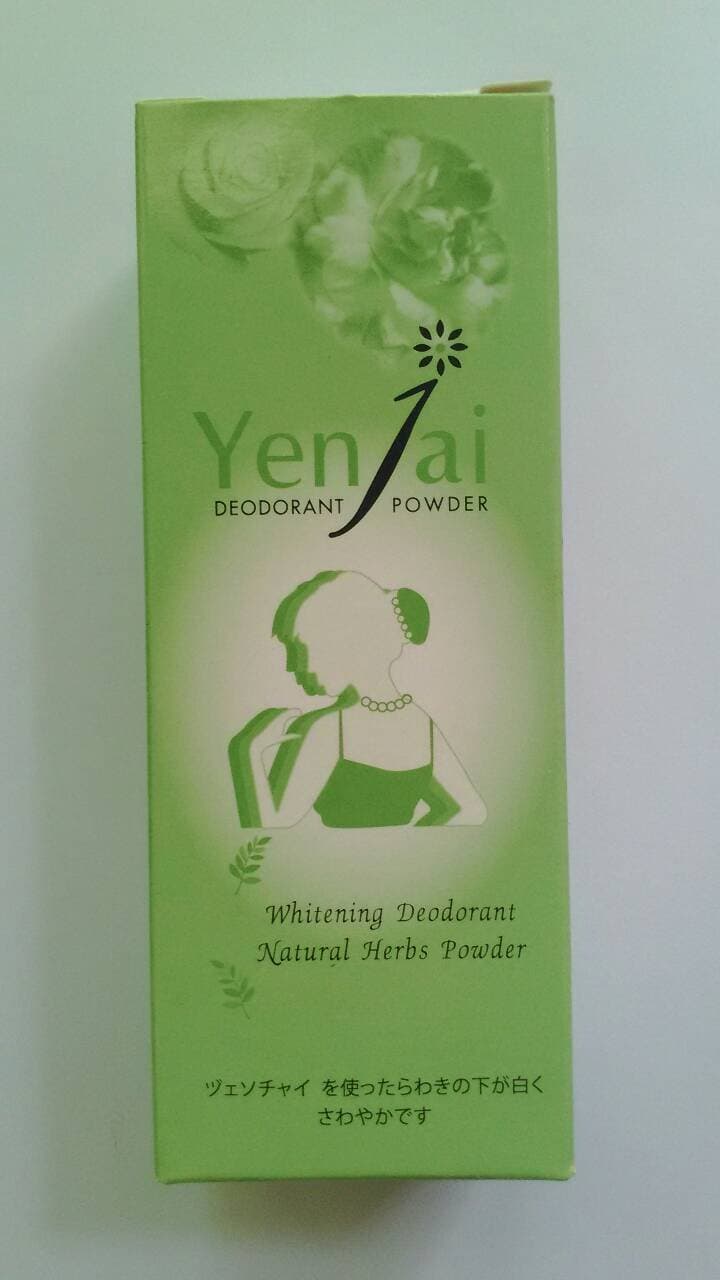 Yenjai
DEODORANT POWDER
Whitening Deodorant
Natural Herbs Powder
ヅェソチャイ を使ったらわきの下が白く
さわやかです